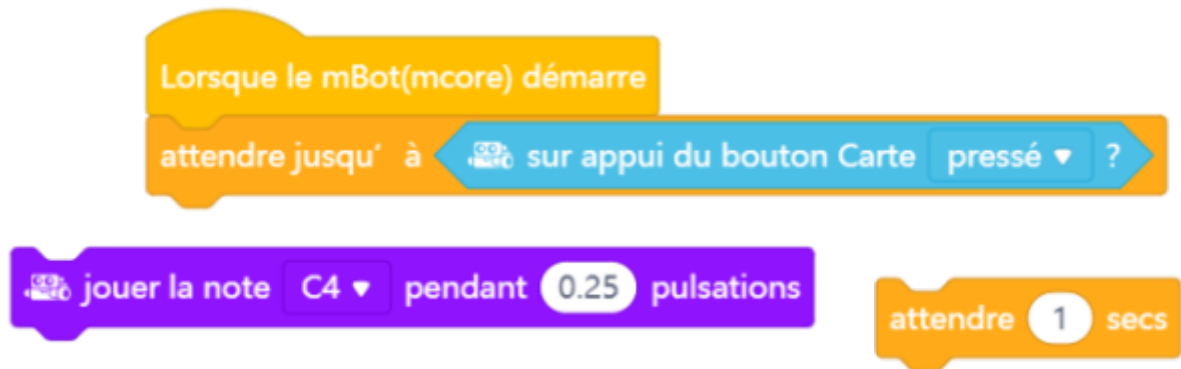 Lorsque le mBot(mcore) démarre
attendre jusqu' à sur appui du bouton Carte pressé ▾ ?
jouer la note C4 ▾ pendant 0.25 pulsations
attendre 1 secs